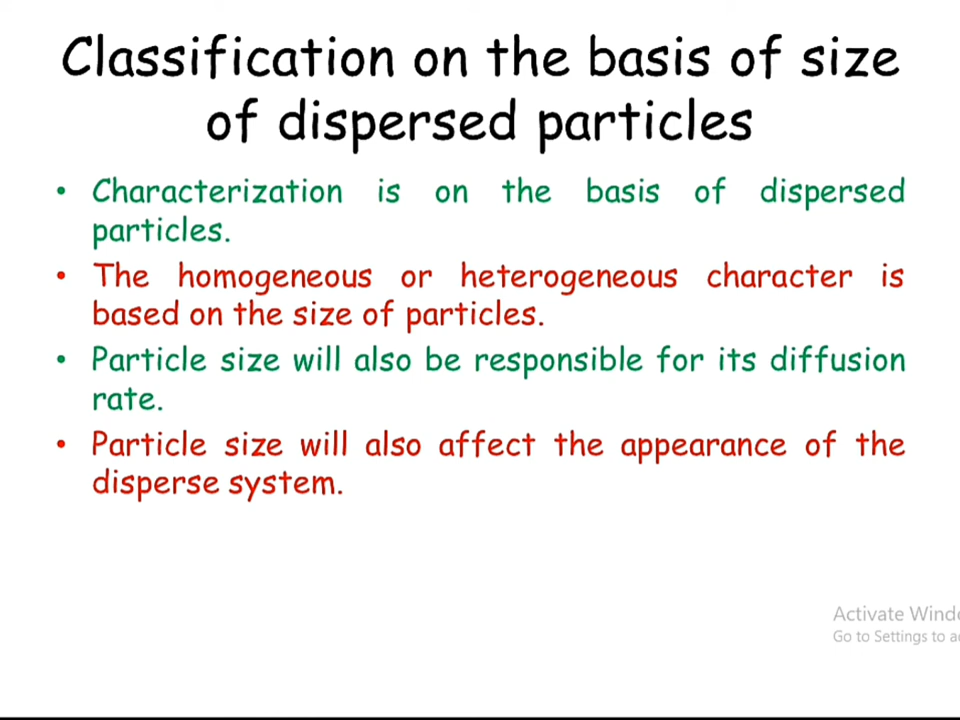 Classification on the basis of size
of dispersed particles
• Characterization is on the basis of dispersed
particles.
• The homogeneous or heterogeneous character is
based on the size of particles.
• Particle size will also be responsible for its diffusion
rate.
• Particle size will also affect the appearance of the
disperse system.
Activate Windo
Go to Settings to a